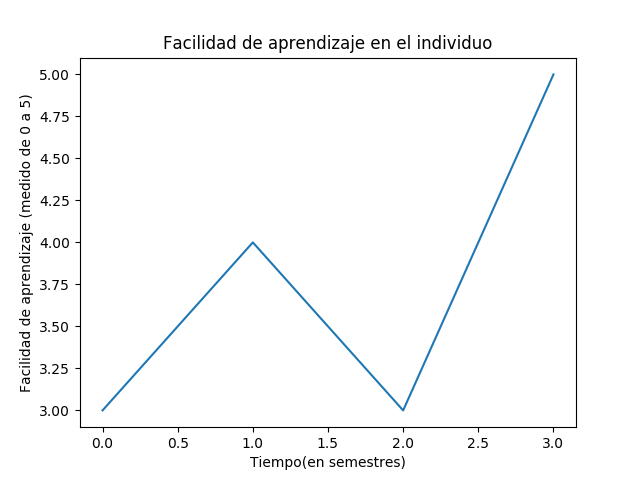 Facilidad de aprendizaje en el individuo
Facilidad de aprendizaje (medido de 0 a 5)
5.00
4.75
4.50
4.25
4.00
3.75
3.50
3.25
3.00
0.0 0.5 1.0 1.5 2.0 2.5 3.0
Tiempo(en semestres)